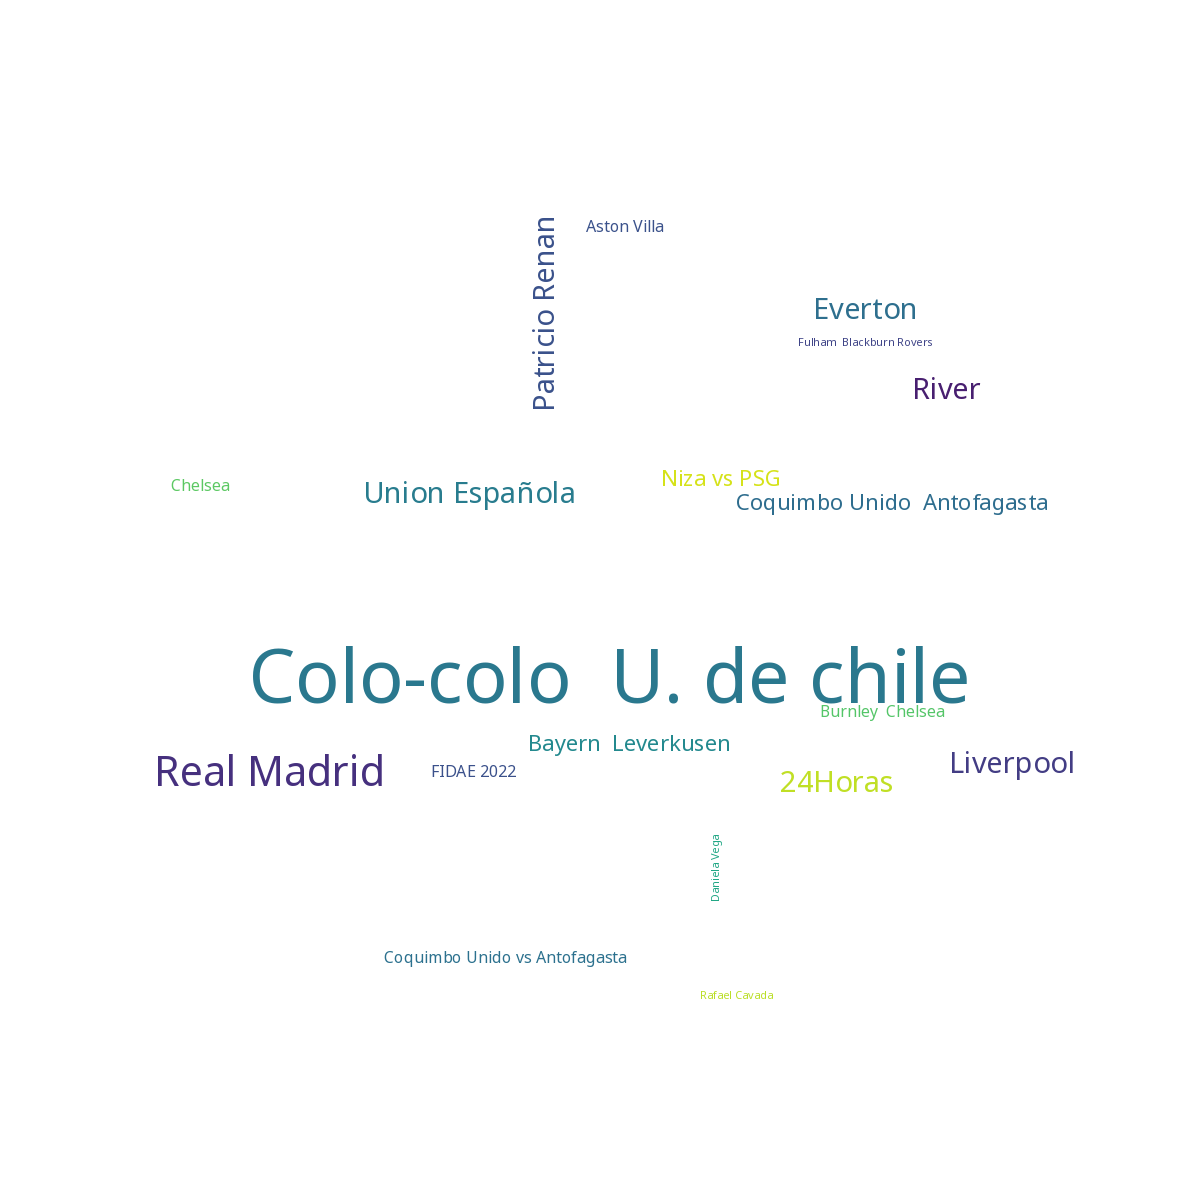 Aston Villa
Patricio Renan
Everton
Fulham  Blackburn Rovers
River
Niza vs PSG
Chelsea
Union Española
Coquimbo Unido  Antofagasta
Colo-colo  U. de chile
Burnley  Chelsea
Bayern  Leverkusen
Real Madrid
FIDAE 2022
24Horas
Liverpool
Daniela Vega
Coquimbo Unido vs Antofagasta
Rafael Cavada